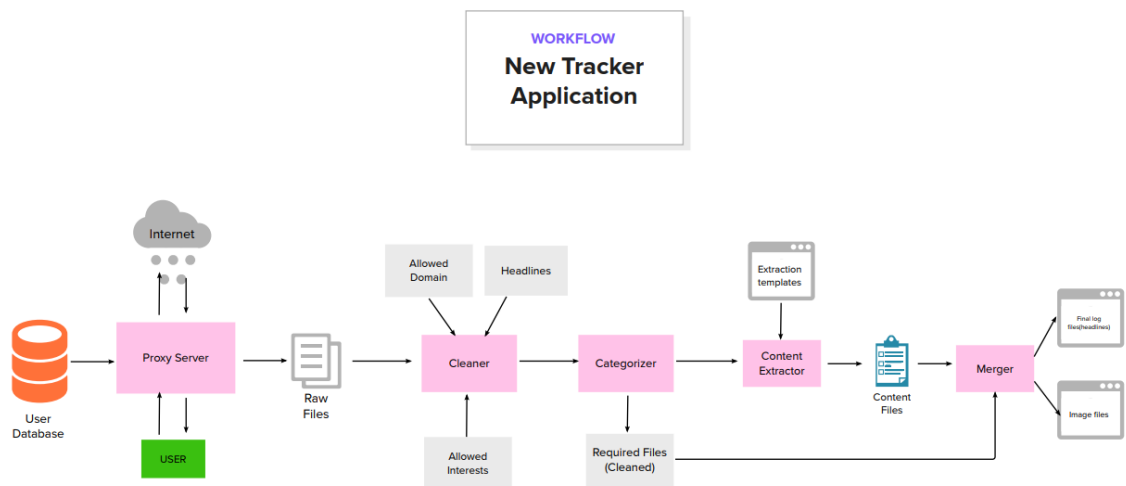 WORKFLOW
New Tracker
Application
Internet
Allowed
Domain
Headlines
Extraction
templates
Final log
files(headlines)
Proxy Server
Cleaner
Categorizer
Content
Extractor
Merger
User
Database
Raw
Files
Content
Files
Image files
USER
Allowed
Interests
Required Files
(Cleaned)